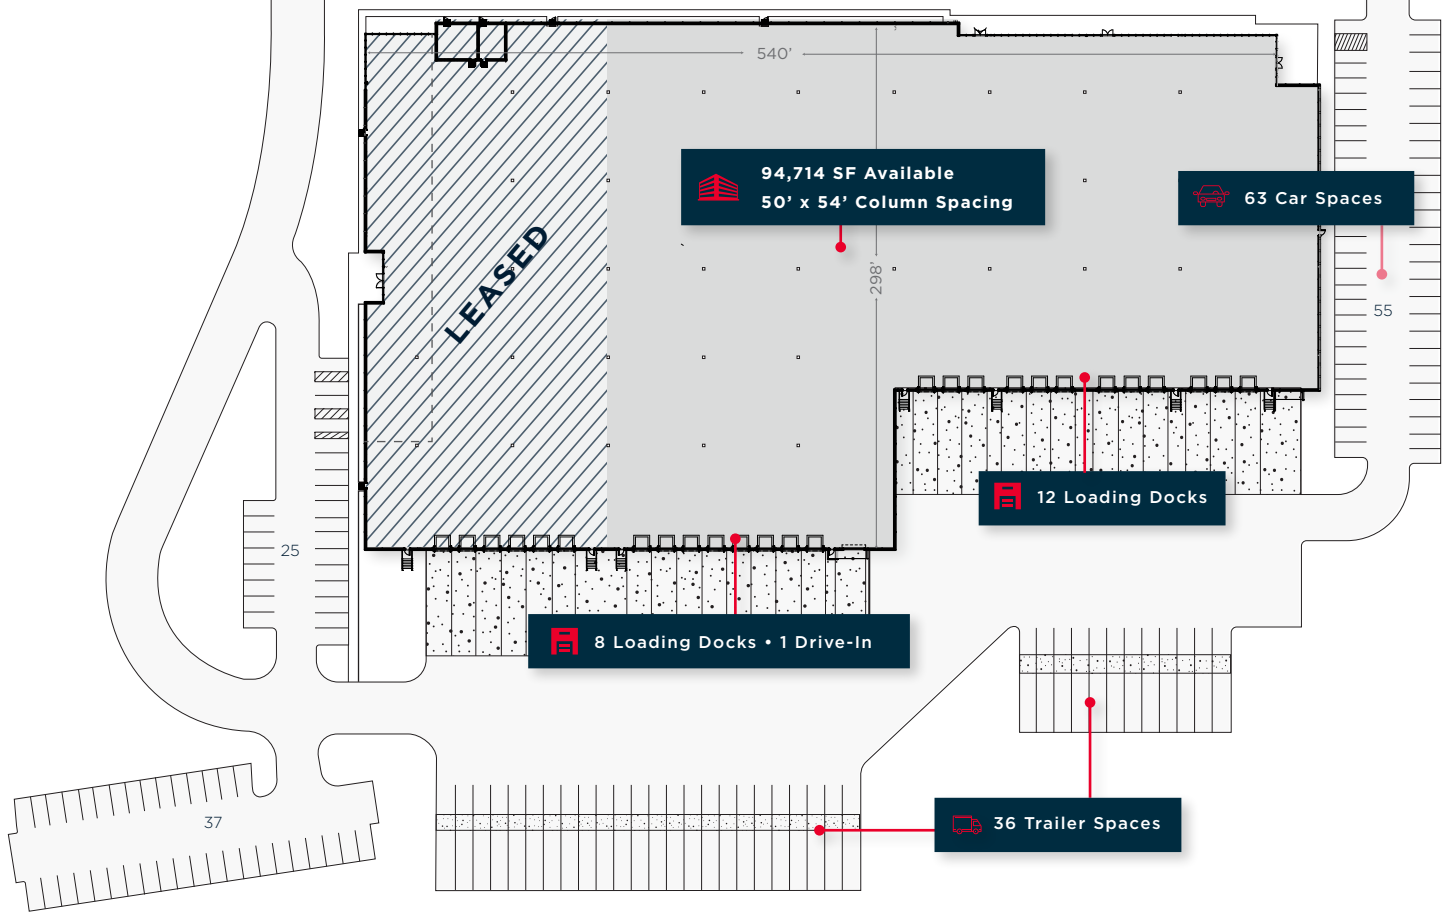 540’
94,714 SF Available
50’ x 54’ Column Spacing
63 Car Spaces
LEASED
298’
55
12 Loading Docks
25
8 Loading Docks • 1 Drive-In
37
36 Trailer Spaces